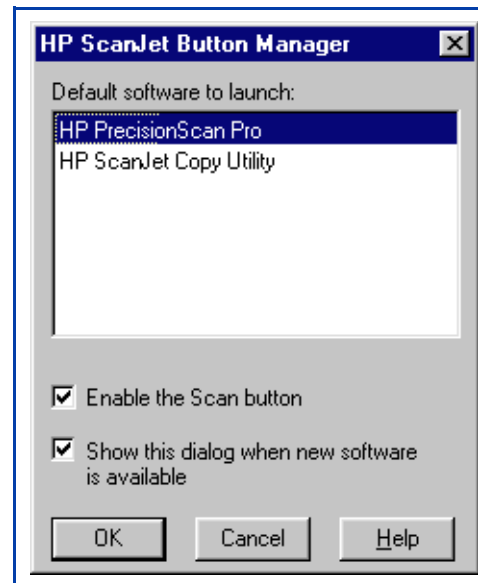 HP ScanJet Button Manager
Default software to launch:
HP PrecisionScan Pro
HP ScanJet Copy Utility
Enable the Scan button
Show this dialog when new software
is available
OK Cancel Help